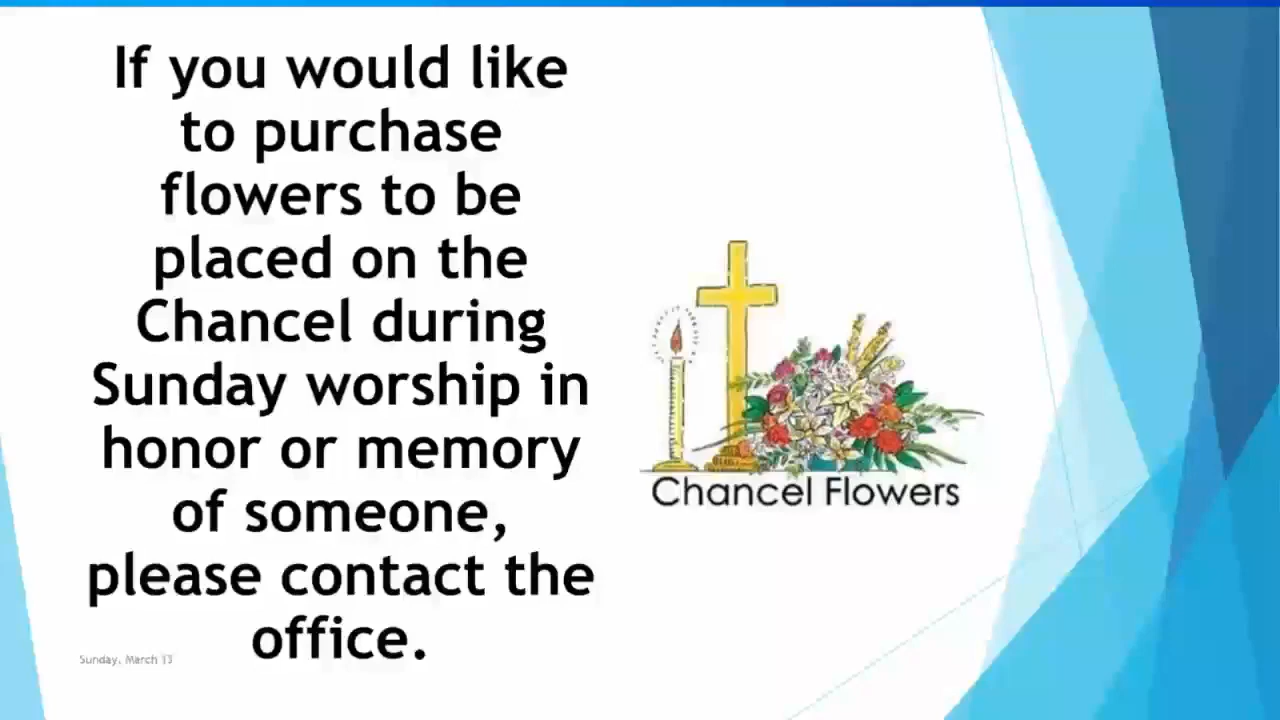 If you would like
to purchase
flowers to be
placed on the
Chancel during
Sunday worship in
honor or memory
of someone,
please contact the
office.
Chancel Flowers
Sunday, March 13